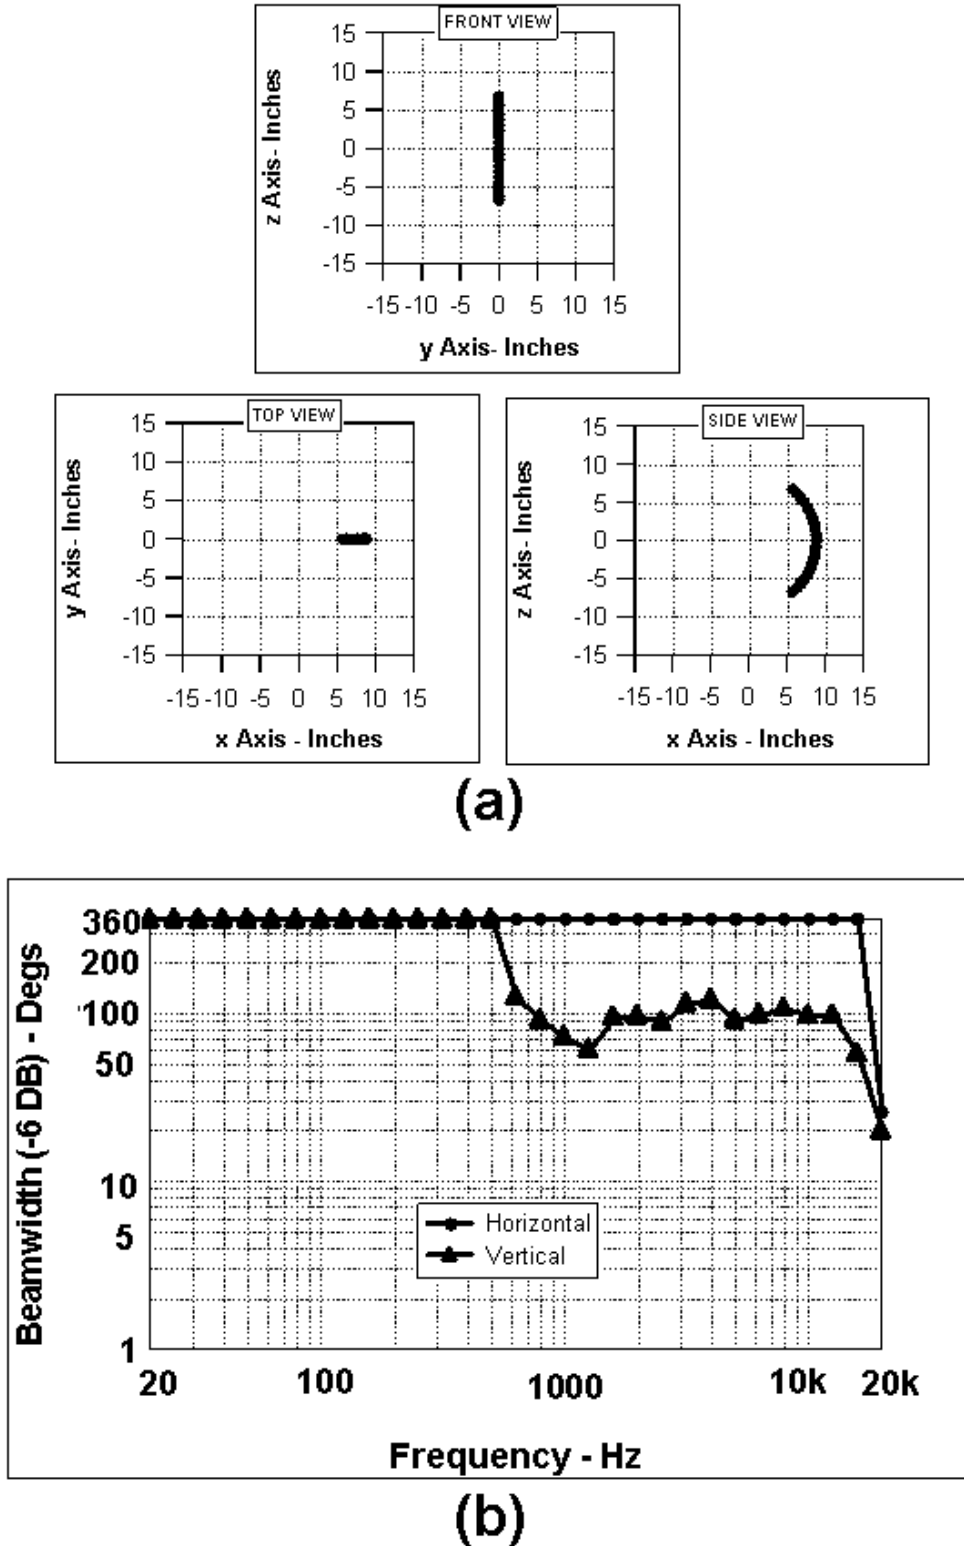 FRONT VIEW
15
10
5
0
-5
-10
-15
z Axis- Inches
-15 -10 -5 0 5 10 15
y Axis- Inches
TOP VIEW
15
10
5
0
-5
-10
-15
y Axis- Inches
-15 -10 -5 0 5 10 15
x Axis - Inches
SIDE VIEW
15
10
5
0
-5
-10
-15
z Axis- Inches
-15 -10 -5 0 5 10 15
x Axis - Inches
(a)
360
200
100
50
10
5
1
Beamwidth (-6 DB) - Degs
Horizontal
Vertical
20 100 1000 10k 20k
Frequency - Hz
(b)